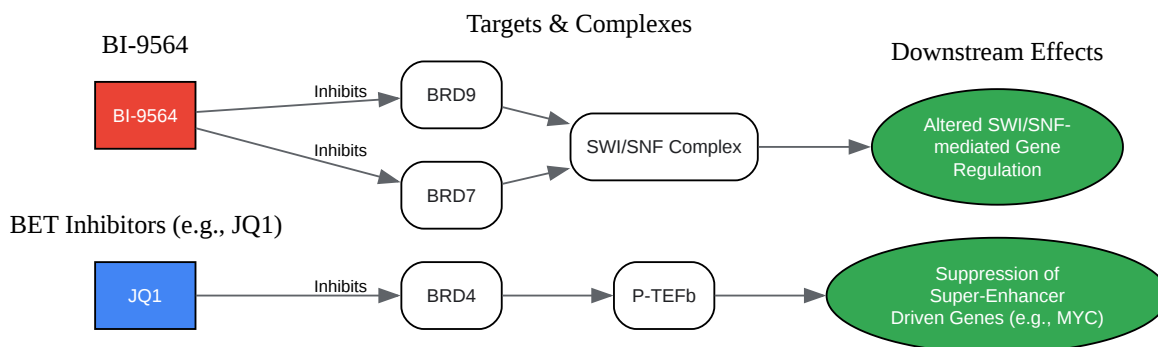 Targets & Complexes
BI-9564
Downstream Effects
BI-9564
Inhibits
Inhibits
BRD9
BRD7
SWI/SNF Complex
Altered SWI/SNF-
mediated Gene
Regulation
BET Inhibitors (e.g., JQ1)
JQ1
Inhibits
BRD4
P-TEFb
Suppression of
Super-Enhancer
Driven Genes (e.g., MYC)